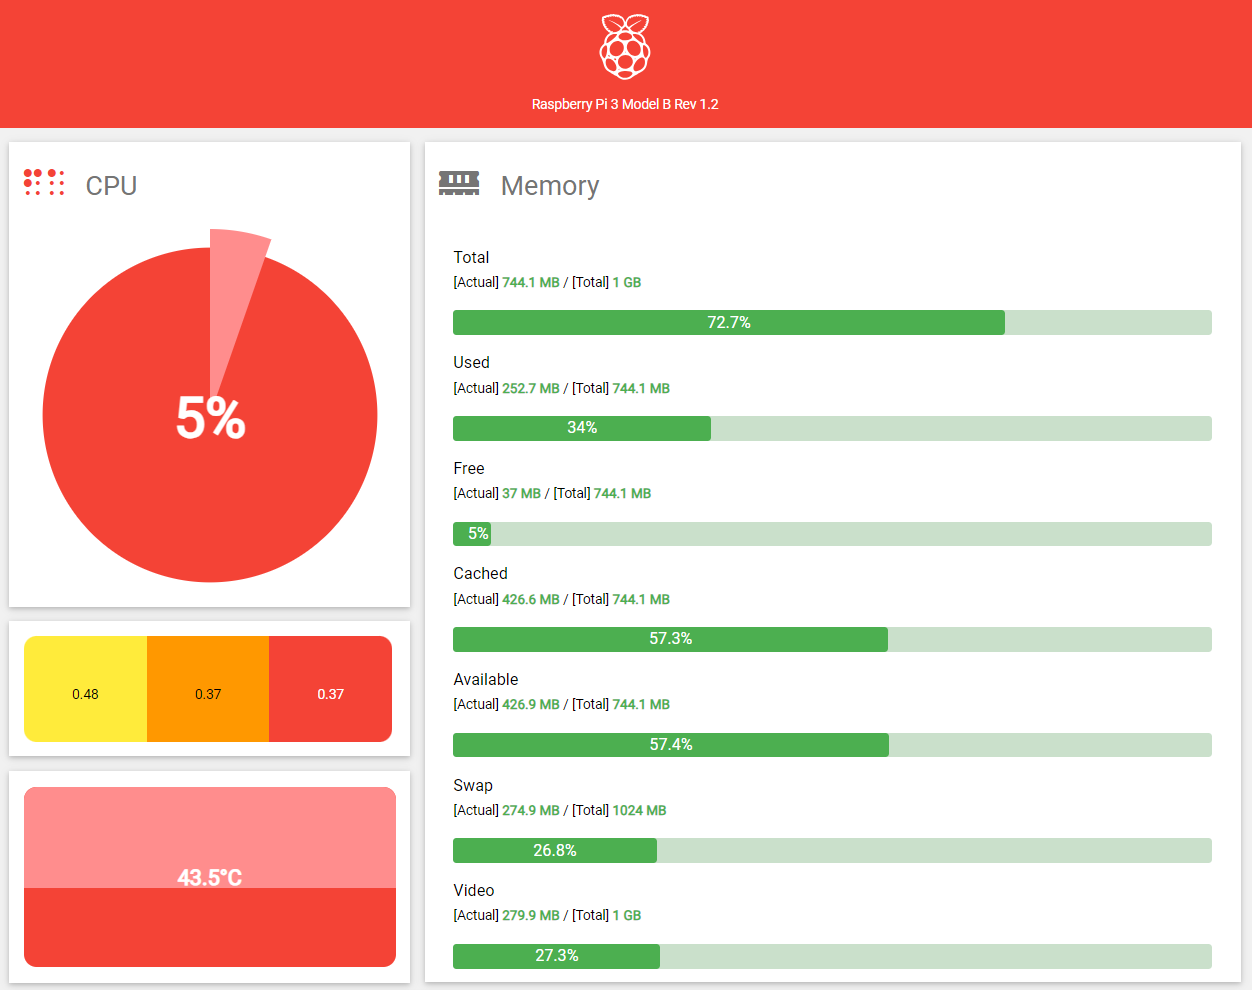 Raspberry Pi 3 Model B Rev 1.2
CPU
5%
0.48
0.37
0.37
43.5°C
Memory
Total
[Actual] 744.1 MB / [Total] 1 GB
72.7%
Used
[Actual] 252.7 MB / [Total] 744.1 MB
34%
Free
[Actual] 37 MB / [Total] 744.1 MB
5%
Cached
[Actual] 426.6 MB / [Total] 744.1 MB
57.3%
Available
[Actual] 426.9 MB / [Total] 744.1 MB
57.4%
Swap
[Actual] 274.9 MB / [Total] 1024 MB
26.8%
Video
[Actual] 279.9 MB / [Total] 1 GB
27.3%